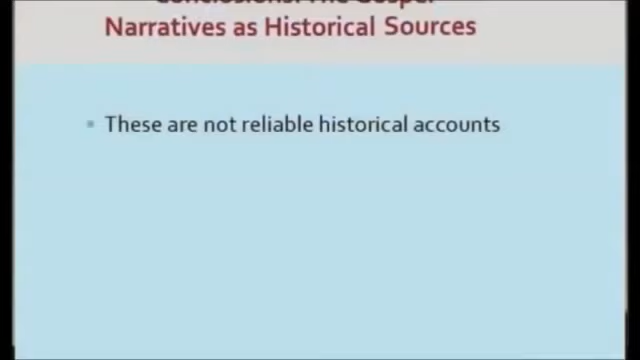 Conclusions: The Gospel
Narratives as Historical Sources
These are not reliable historical accounts